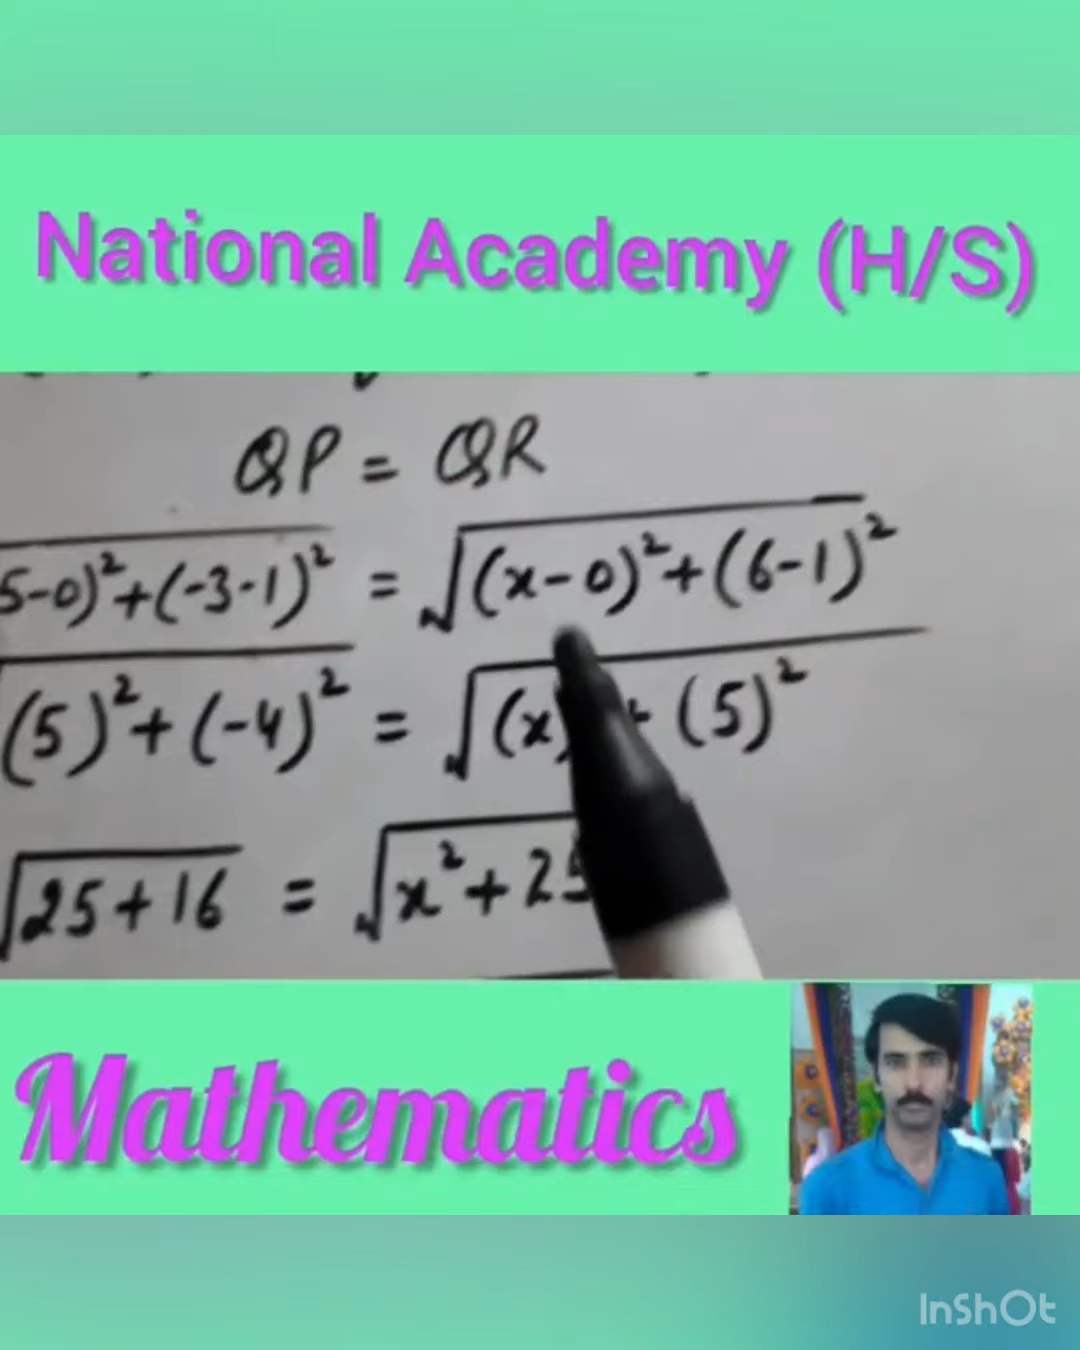 National Academy (H/S)
QP = QR
5-0)²+(-3-1)² = √(x-0)²+(6-1)²
(5)²+(-4)² = √(x) + (5)²
√25+16 = √x²+25
Mathematics
InShOt